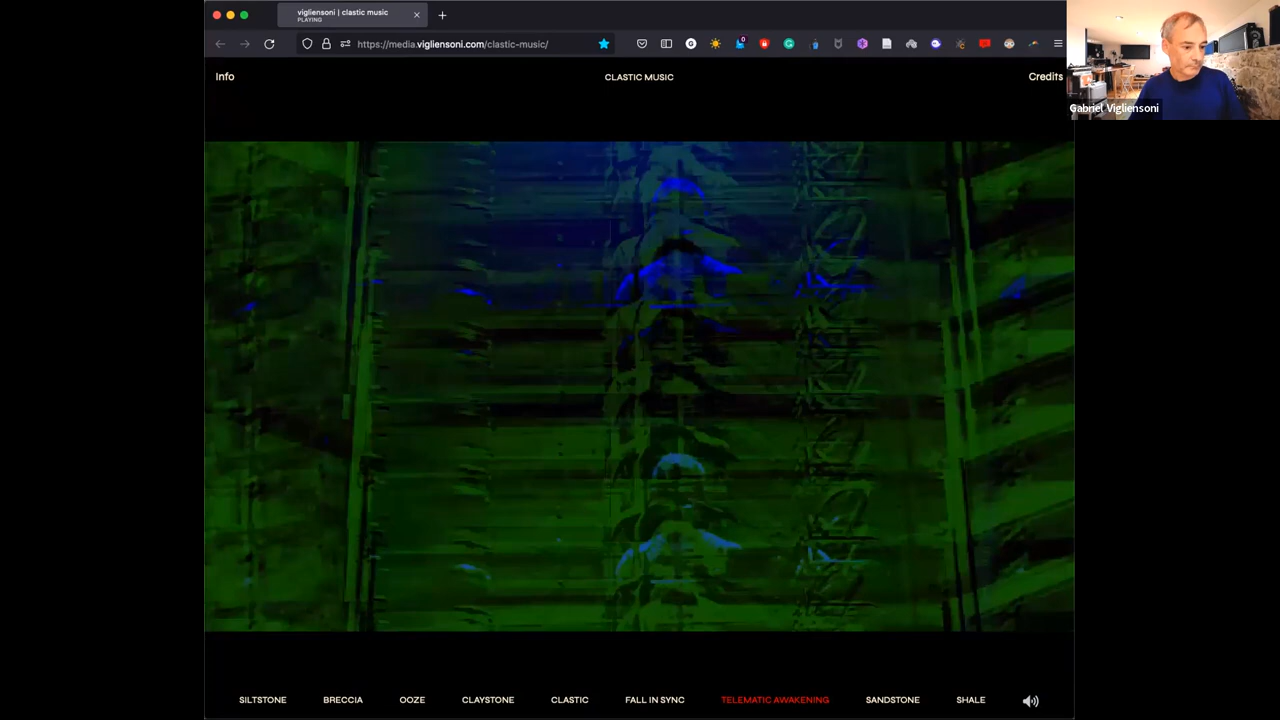 vigliensoni | clastic music
PLAYING
https://media.vigliensoni.com/clastic-music/
0
Info
CLASTIC MUSIC
Credits
Gabriel Vigliensoni
SILTSTONE
BRECCIA
OOZE
CLAYSTONE
CLASTIC
FALL IN SYNC
TELEMATIC AWAKENING
SANDSTONE
SHALE